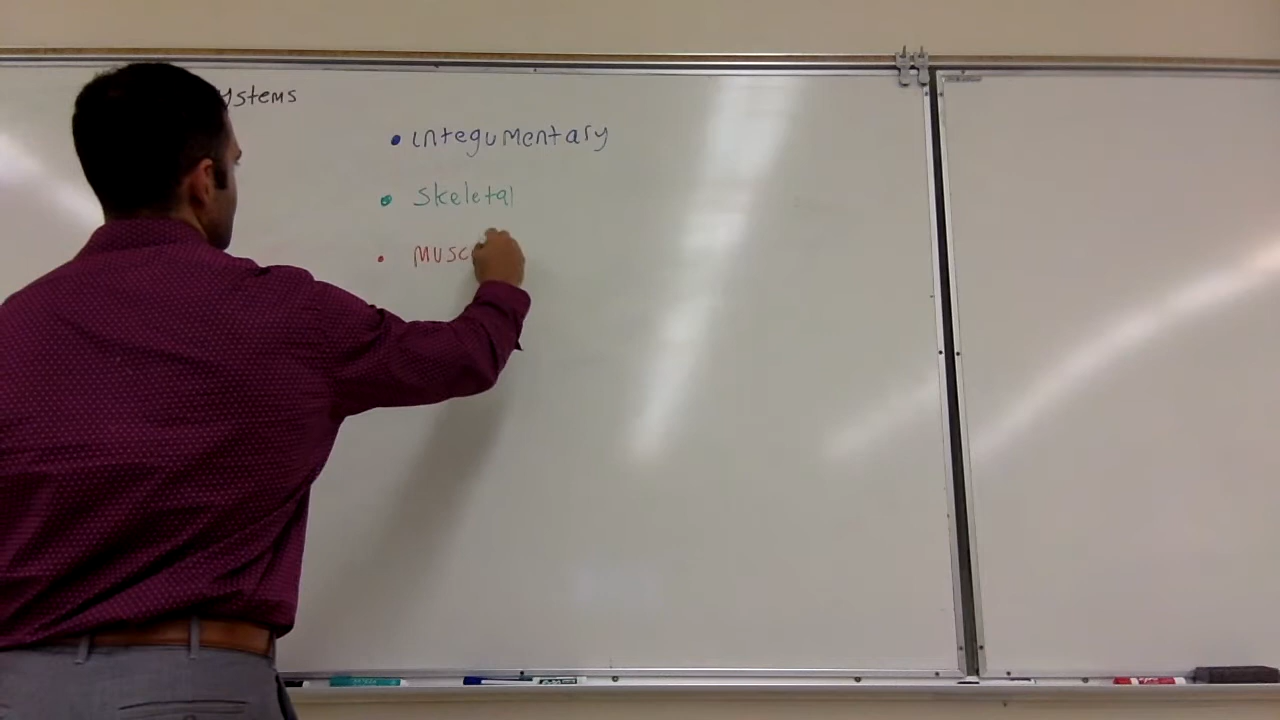 ystems
• integumentary
• skeletal
• musc